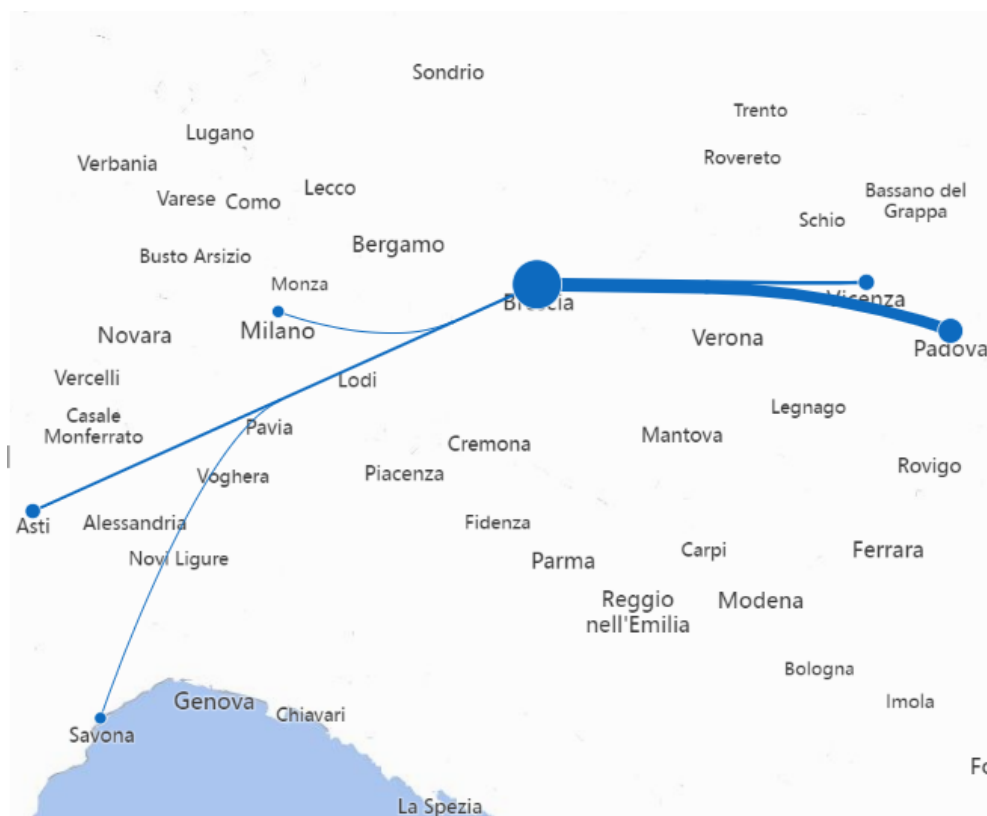 Sondrio
Trento
Lugano
Verbania
Rovereto
Lecco
Varese
Como
Bassano del
Grappa
Schio
Bergamo
Busto Arsizio
Monza
Vicenza
Brescia
Milano
Novara
Verona
Padova
Vercelli
Lodi
Legnago
Casale
Monferrato
Pavia
Mantova
Cremona
Rovigo
Voghera
Piacenza
Asti
Alessandria
Fidenza
Novi Ligure
Parma
Carpi
Ferrara
Reggio
nell'Emilia
Modena
Bologna
Genova
Imola
Chiavari
Savona
Fo
La Spezia